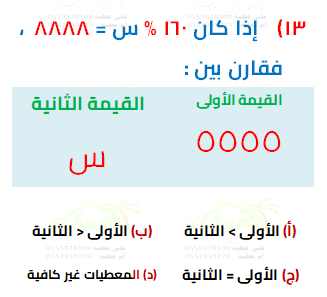 ١٣) إذا كان ١٦٠ % س = ٨٨٨٨ ،
فقارن بين :
القيمة الأولى القيمة الثانية
٥٥٥٥ س
(أ) الأولى > الثانية (ب) الأولى < الثانية
(ج) الأولى = الثانية (د) المعطيات غير كافية